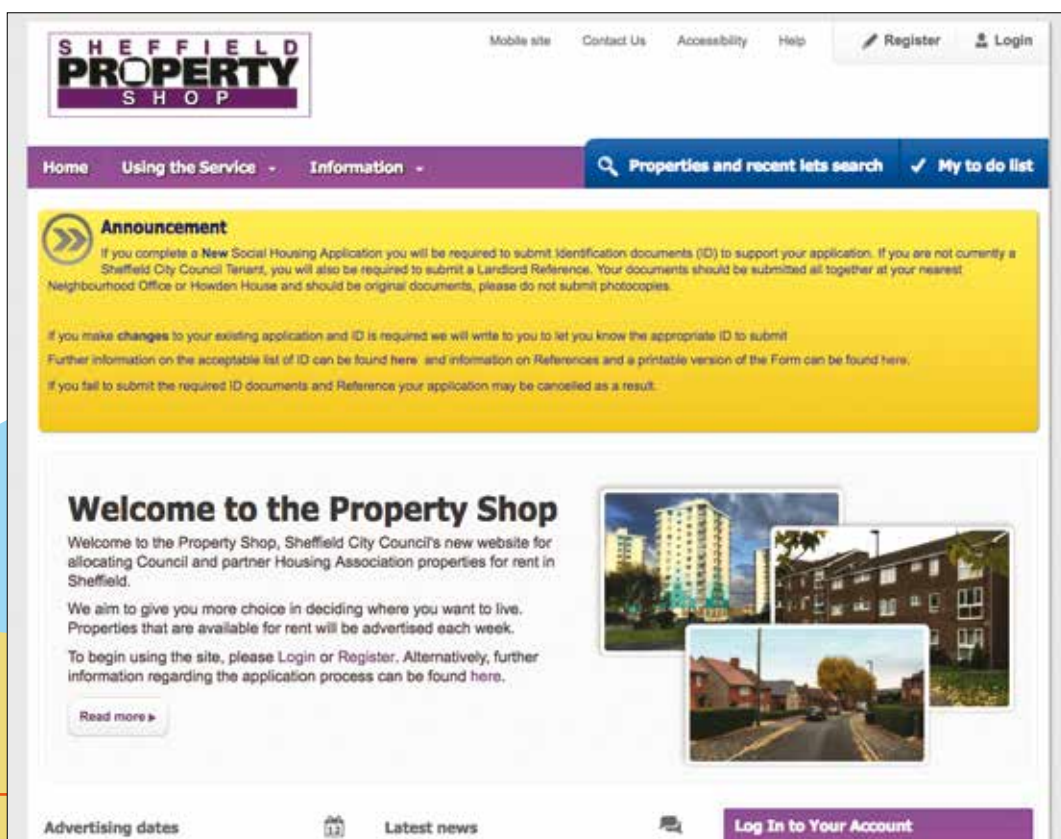 SHEFFIELD
PROPERTY
SHOP
Mobile site Contact Us Accessibility Help Register Login
Home Using the Service Information Properties and recent lets search My to do list
Announcement
If you complete a New Social Housing Application you will be required to submit Identification documents (ID) to support your application. If you are not currently a
Sheffield City Council Tenant, you will also be required to submit a Landlord Reference. Your documents should be submitted all together at your nearest
Neighbourhood Office or Howden House and should be original documents, please do not submit photocopies.
If you make changes to your existing application and ID is required we will write to you to let you know the appropriate ID to submit
Further information on the acceptable list of ID can be found here and information on References and a printable version of the Form can be found here.
If you fail to submit the required ID documents and Reference your application may be cancelled as a result.
Welcome to the Property Shop
Welcome to the Property Shop, Sheffield City Council's new website for
allocating Council and partner Housing Association properties for rent in
Sheffield.
We aim to give you more choice in deciding where you want to live.
Properties that are available for rent will be advertised each week.
To begin using the site, please Login or Register. Alternatively, further
information regarding the application process can be found here.
Read more
Advertising dates 12 Latest news Log In to Your Account